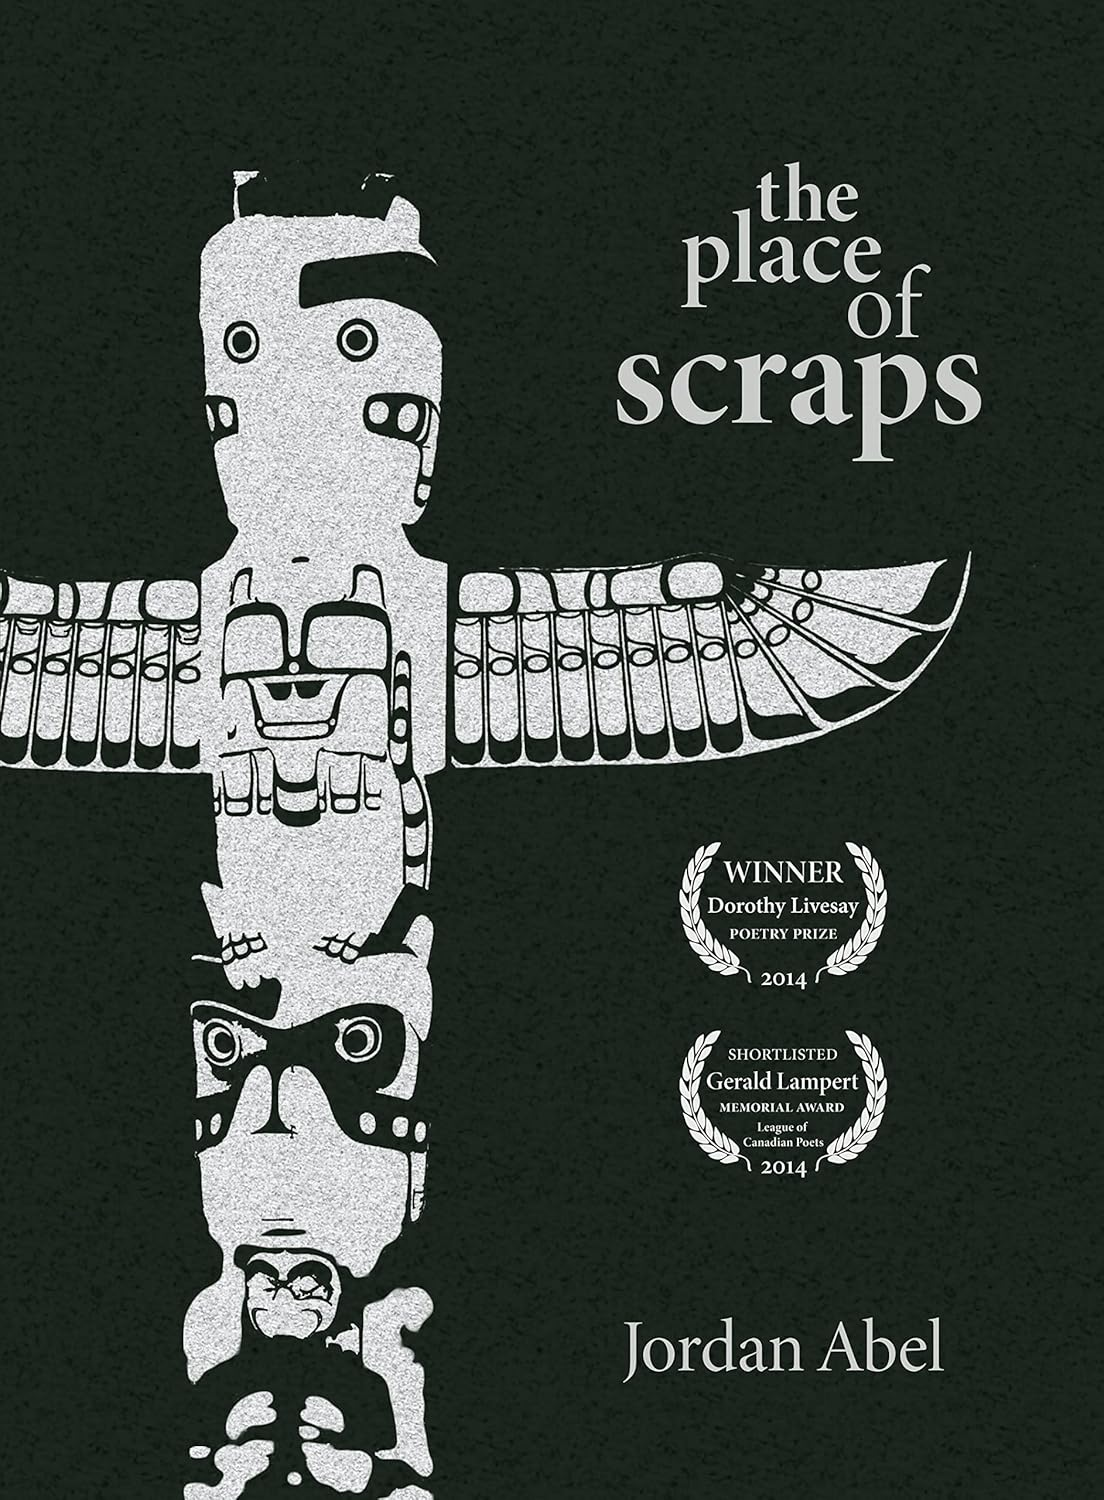 the
place
of
scraps
WINNER
Dorothy Livesay
POETRY PRIZE
2014
SHORTLISTED
Gerald Lampert
MEMORIAL AWARD
League of
Canadian Poets
2014
Jordan Abel